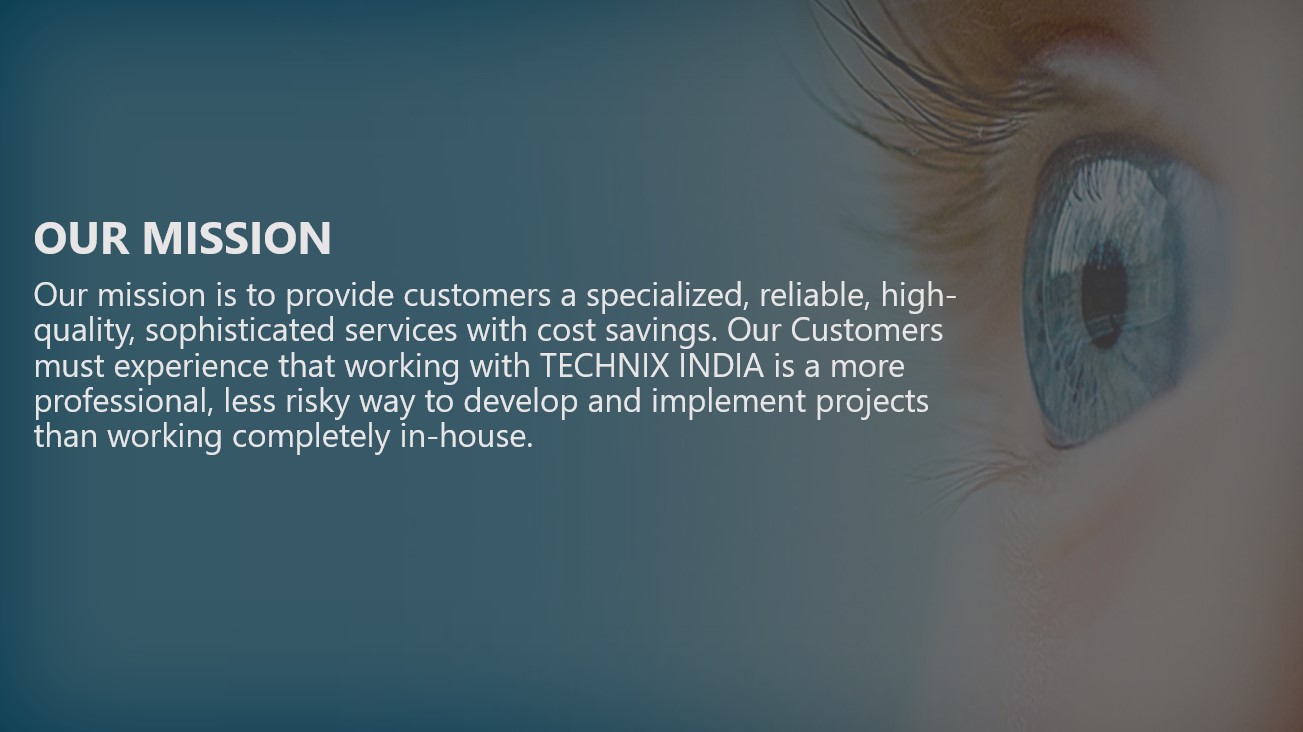 OUR MISSION
Our mission is to provide customers a specialized, reliable, high-
quality, sophisticated services with cost savings. Our Customers
must experience that working with TECHNIX INDIA is a more
professional, less risky way to develop and implement projects
than working completely in-house.